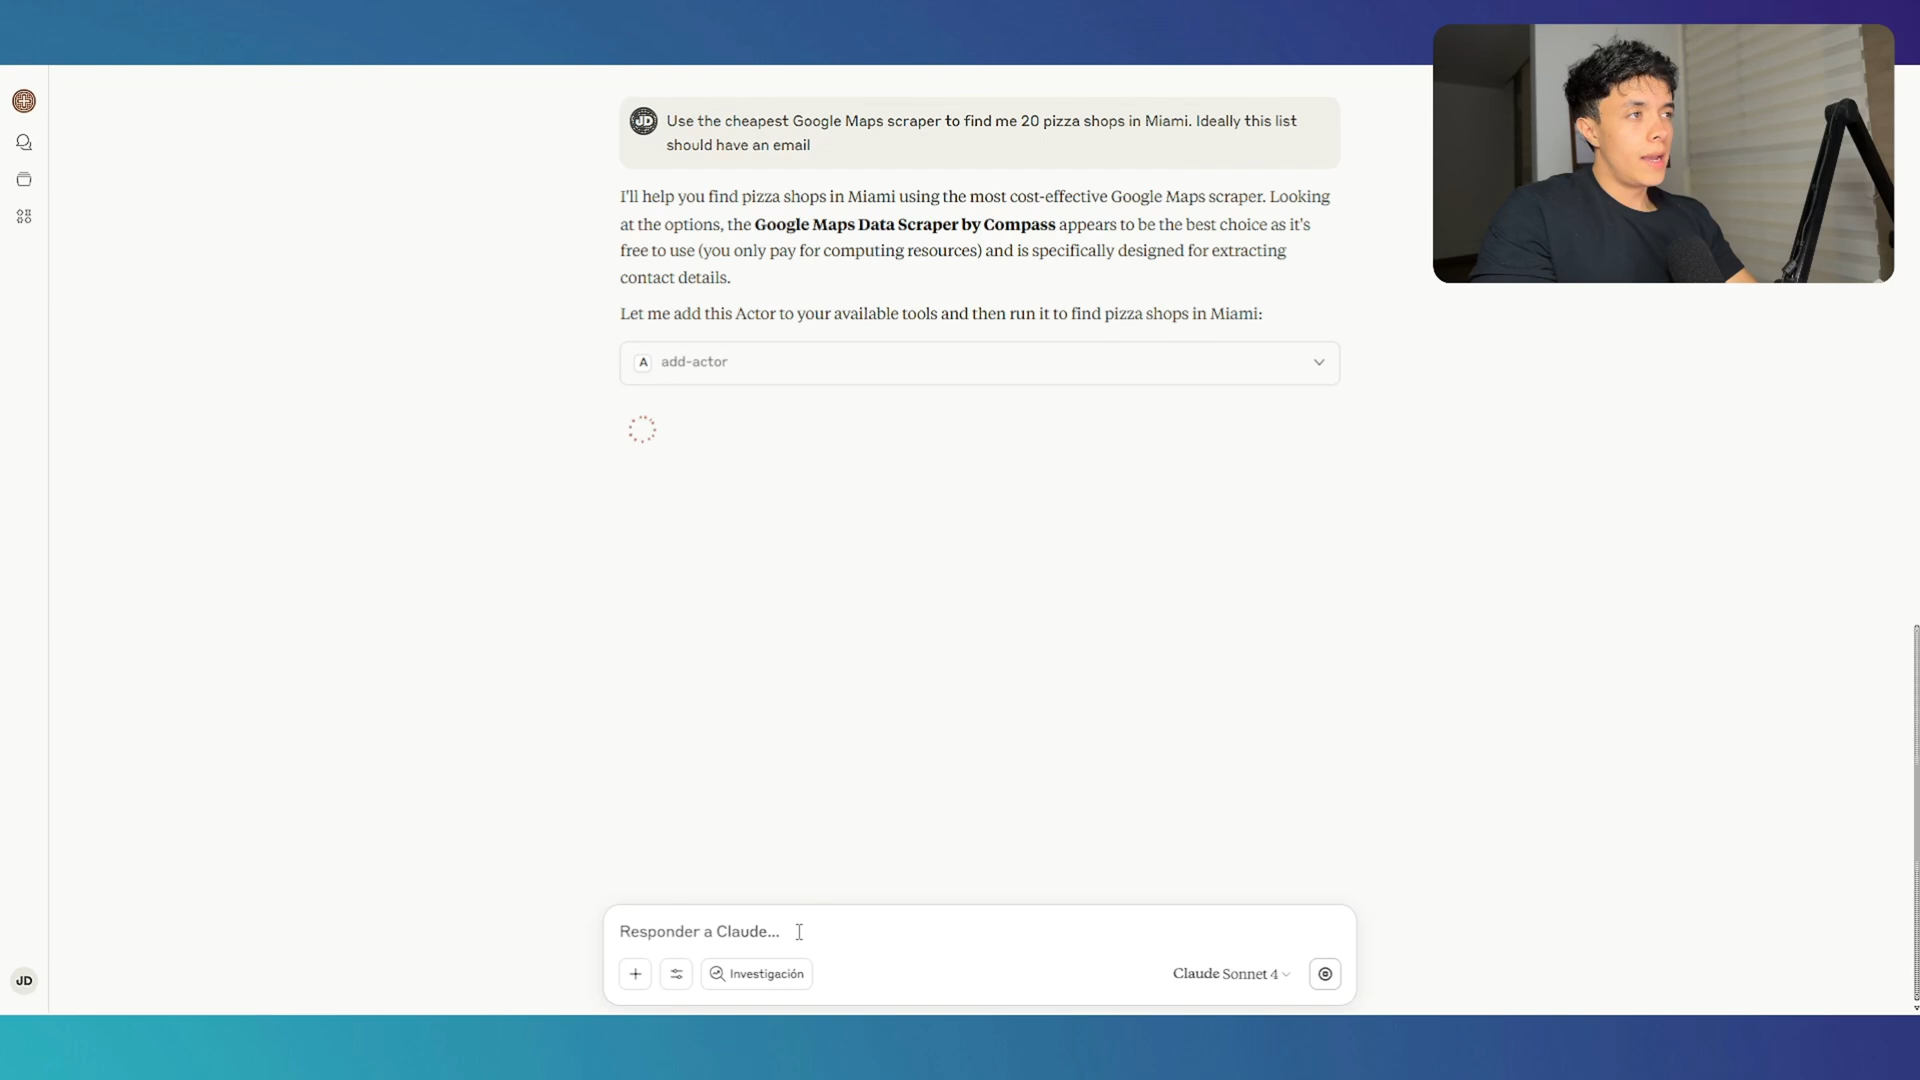 JD
Use the cheapest Google Maps scraper to find me 20 pizza shops in Miami. Ideally this list
should have an email
I'll help you find pizza shops in Miami using the most cost-effective Google Maps scraper. Looking
at the options, the Google Maps Data Scraper by Compass appears to be the best choice as it's
free to use (you only pay for computing resources) and is specifically designed for extracting
contact details.
Let me add this Actor to your available tools and then run it to find pizza shops in Miami:
A add-actor
Responder a Claude...
Investigación
Claude Sonnet 4
JD